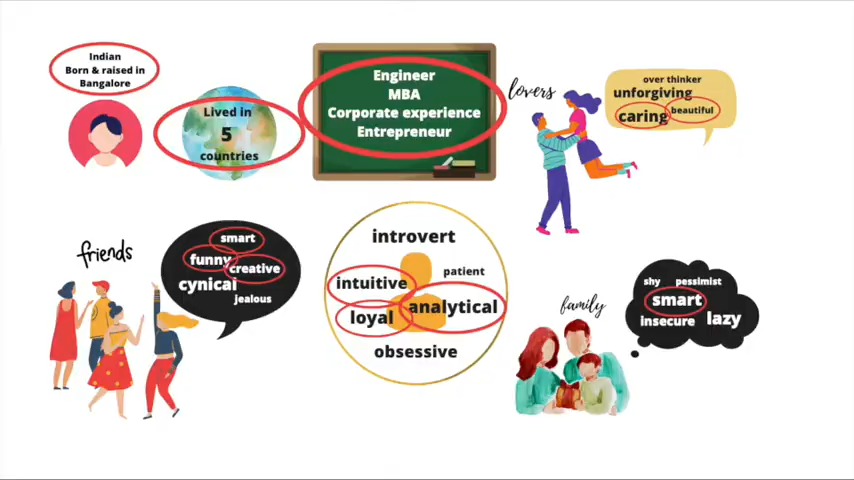 Indian
Born & raised in
Bangalore
Lived in
5
countries
Engineer
MBA
Corporate experience
Entrepreneur
lovers
over thinker
unforgiving
caring
beautiful
friends
smart
funny
creative
cynical
jealous
introvert
patient
intuitive
analytical
loyal
obsessive
family
shy pessimist
smart
insecure lazy